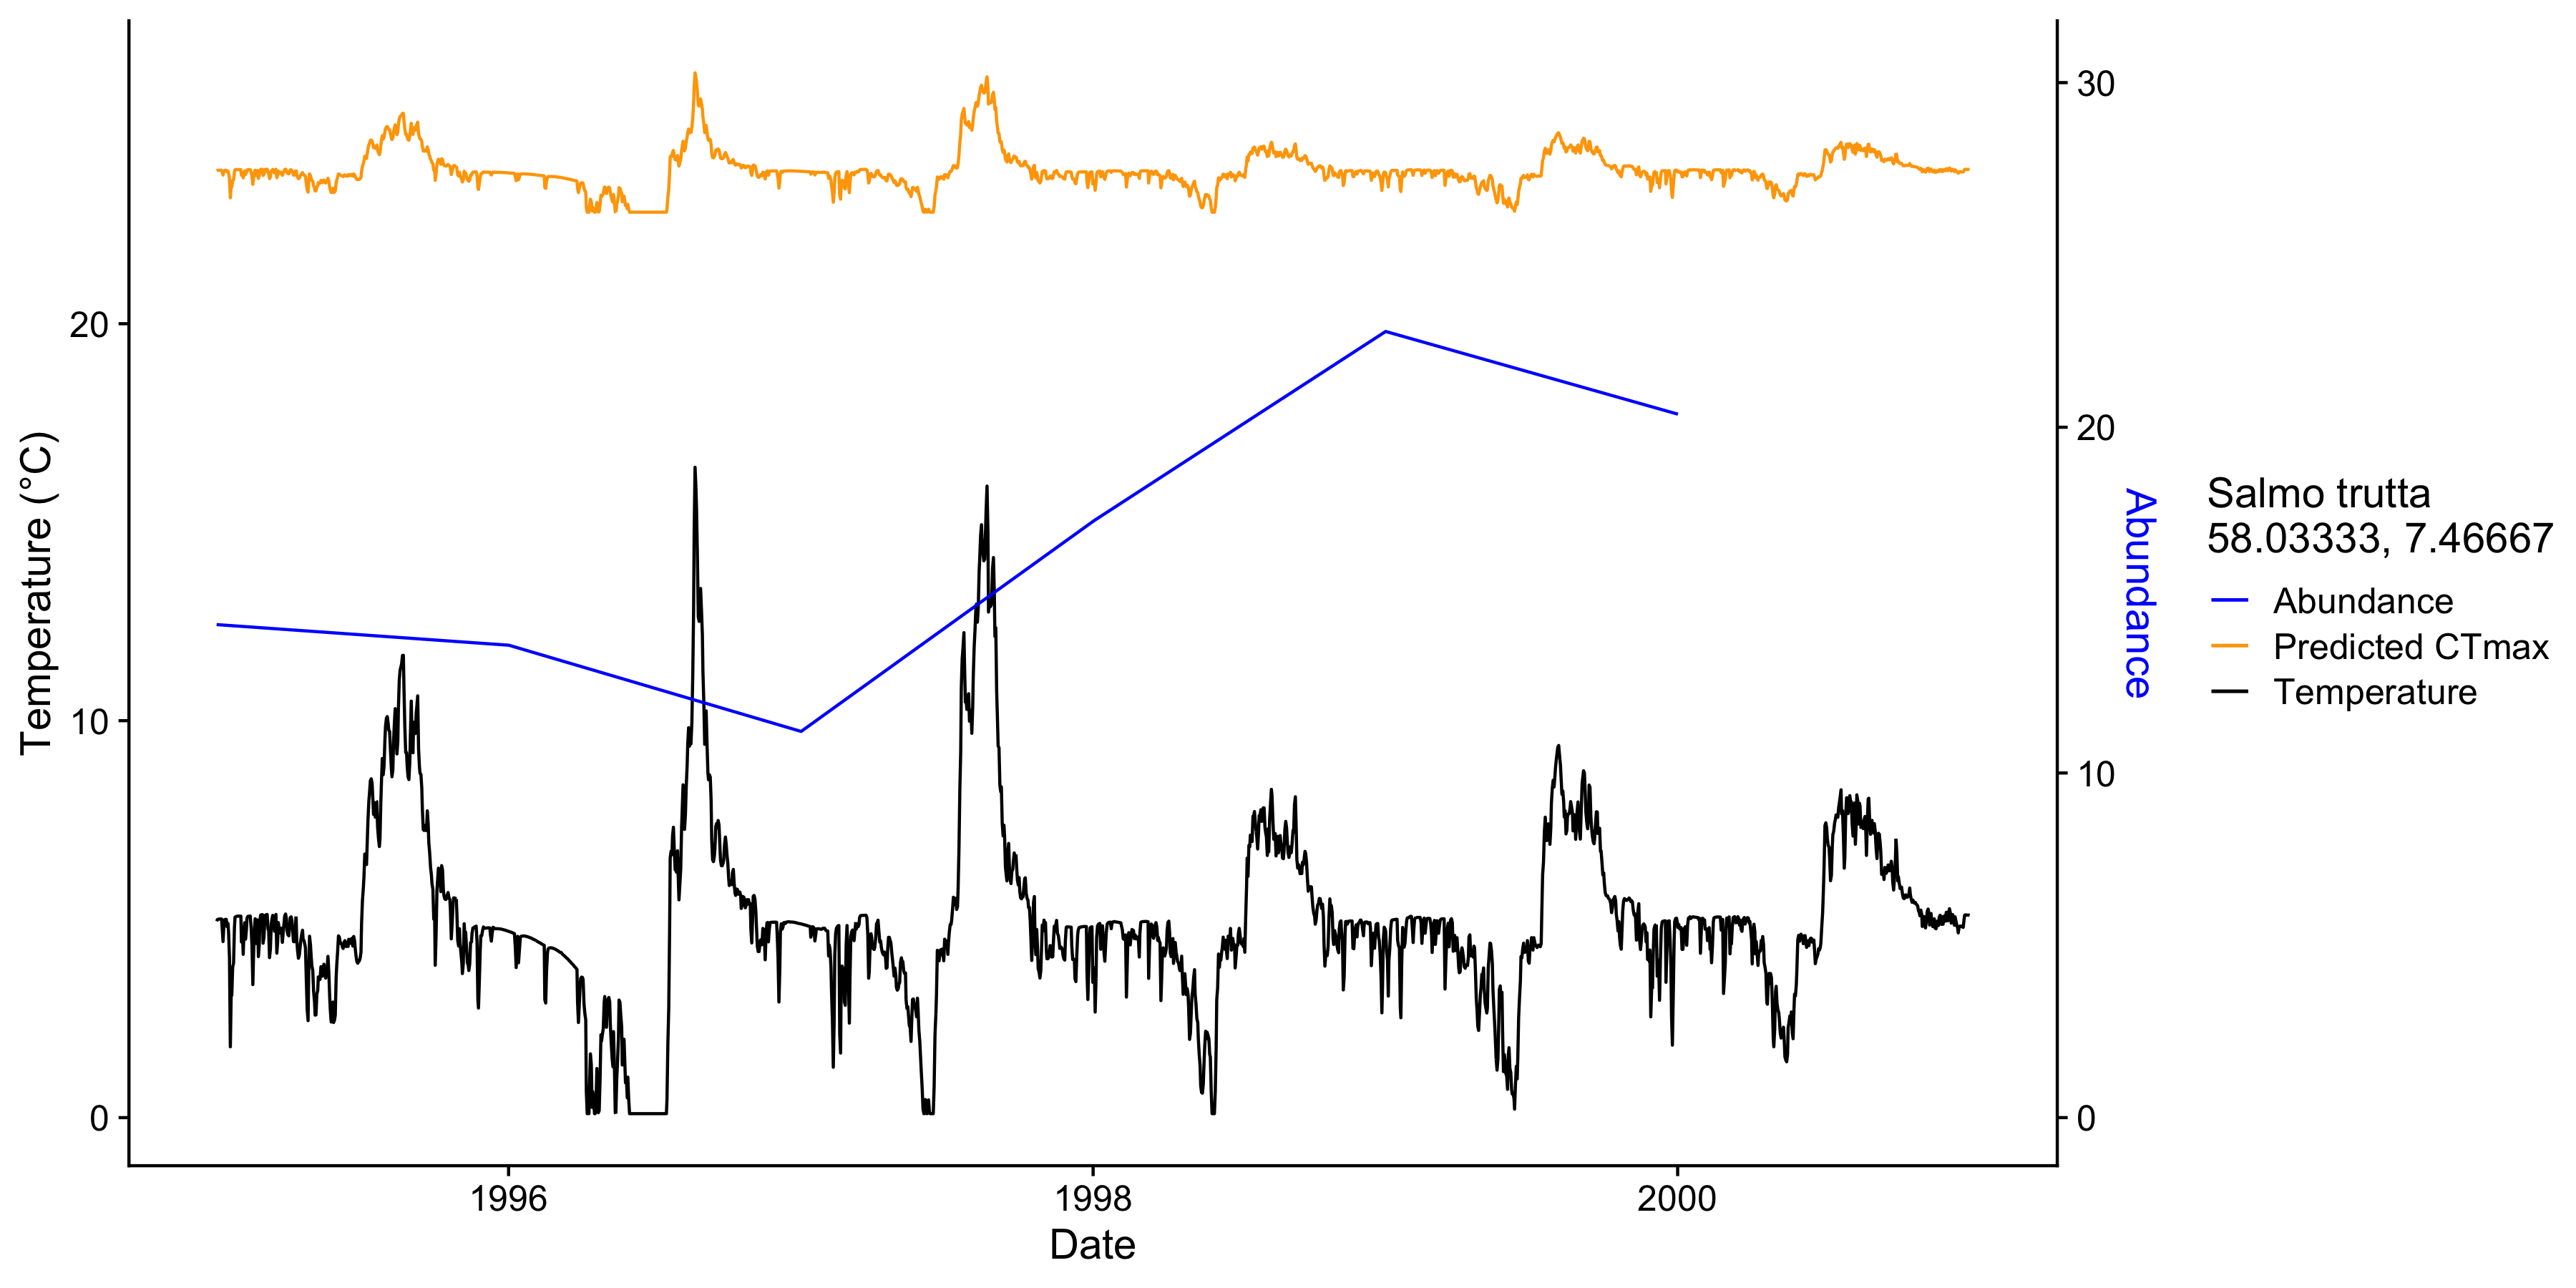 Temperature (°C)
20
10
0
30
20
10
0
Abundance
1996
1998
2000
Date
Salmo trutta
58.03333, 7.46667
Abundance
Predicted CTmax
Temperature